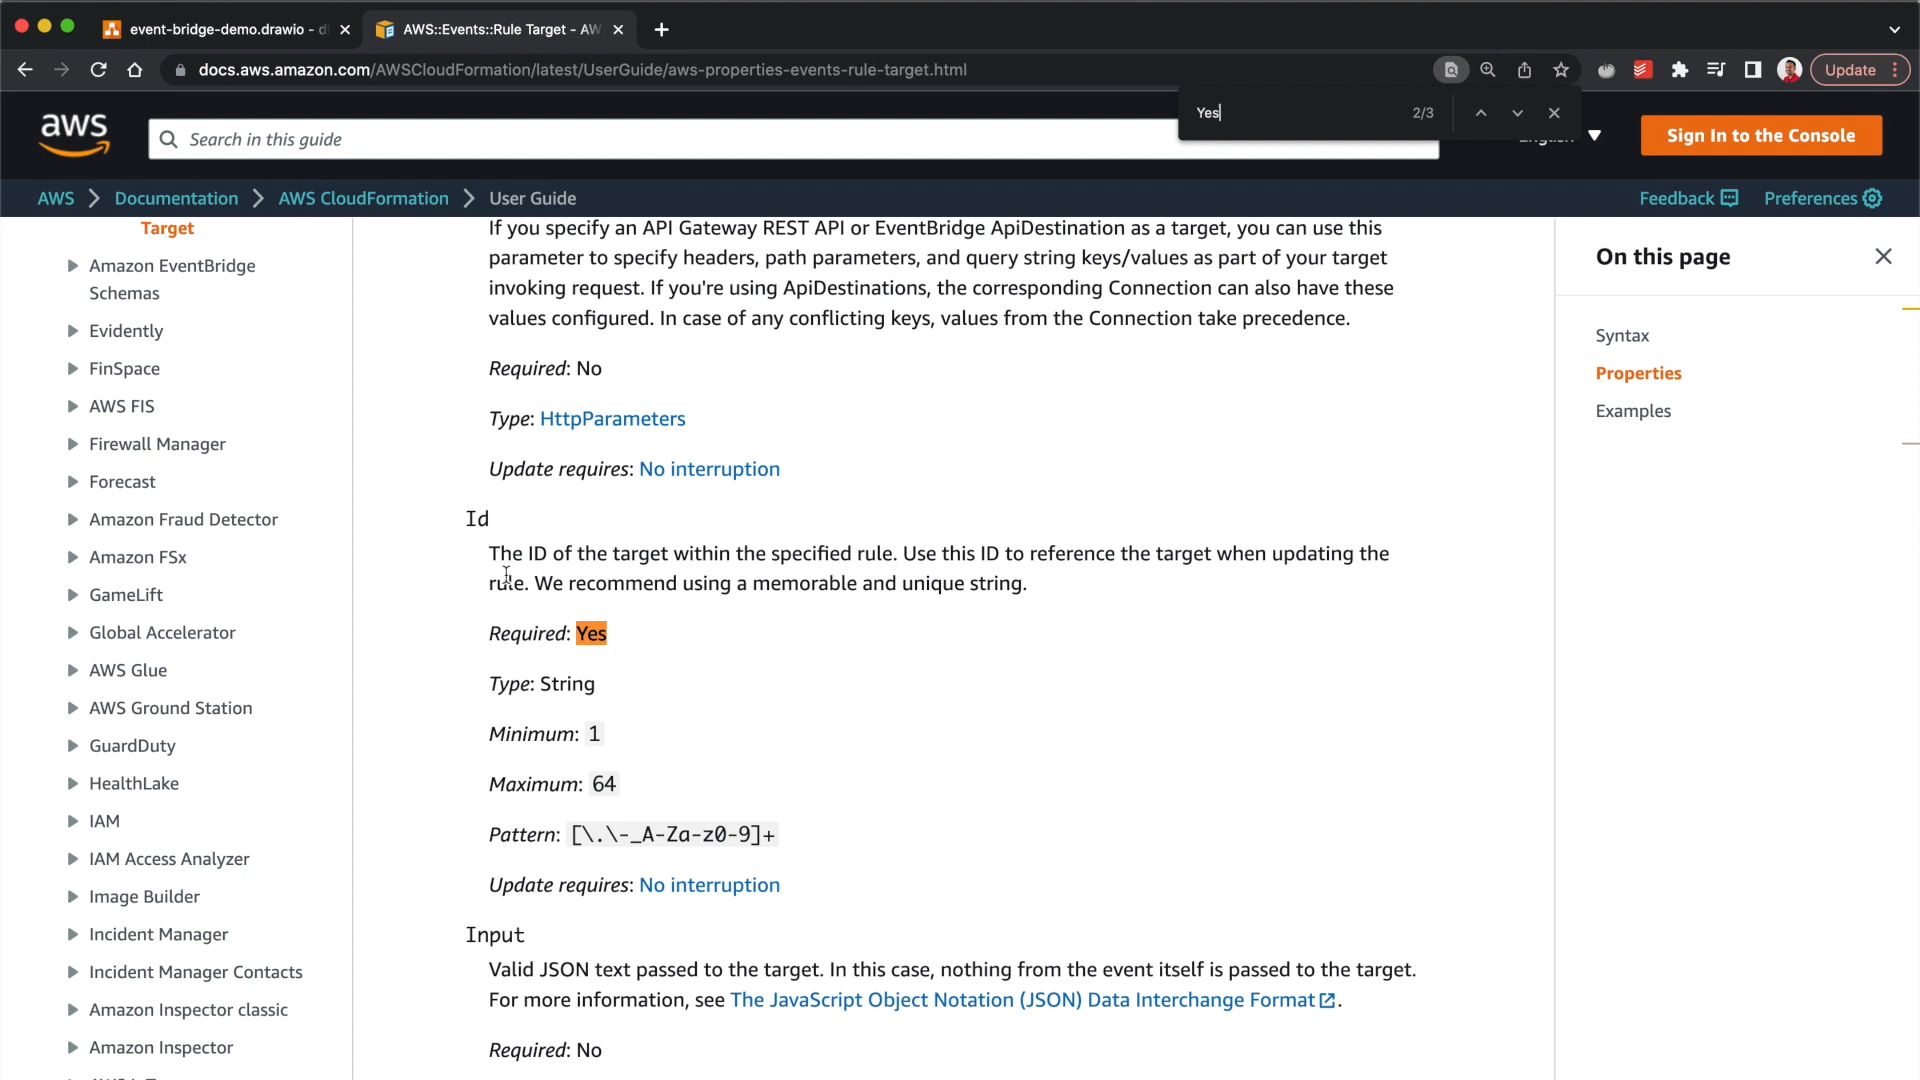 event-bridge-demo.drawio - d
AWS::Events::Rule Target - AW
docs.aws.amazon.com/AWSCloudFormation/latest/UserGuide/aws-properties-events-rule-target.html
Update
Yes
2/3
aws
Search in this guide
English
Sign In to the Console
AWS
Documentation
AWS CloudFormation
User Guide
Feedback
Preferences
Target
Amazon EventBridge
Schemas
Evidently
FinSpace
AWS FIS
Firewall Manager
Forecast
Amazon Fraud Detector
Amazon FSx
GameLift
Global Accelerator
AWS Glue
AWS Ground Station
GuardDuty
HealthLake
IAM
IAM Access Analyzer
Image Builder
Incident Manager
Incident Manager Contacts
Amazon Inspector classic
Amazon Inspector
If you specify an API Gateway REST API or EventBridge ApiDestination as a target, you can use this
parameter to specify headers, path parameters, and query string keys/values as part of your target
invoking request. If you're using ApiDestinations, the corresponding Connection can also have these
values configured. In case of any conflicting keys, values from the Connection take precedence.
Required: No
Type: HttpParameters
Update requires: No interruption
Id
The ID of the target within the specified rule. Use this ID to reference the target when updating the
rule. We recommend using a memorable and unique string.
Required: Yes
Type: String
Minimum: 1
Maximum: 64
Pattern: [\.\-_A-Za-z0-9]+
Update requires: No interruption
Input
Valid JSON text passed to the target. In this case, nothing from the event itself is passed to the target.
For more information, see The JavaScript Object Notation (JSON) Data Interchange Format.
Required: No
On this page
Syntax
Properties
Examples